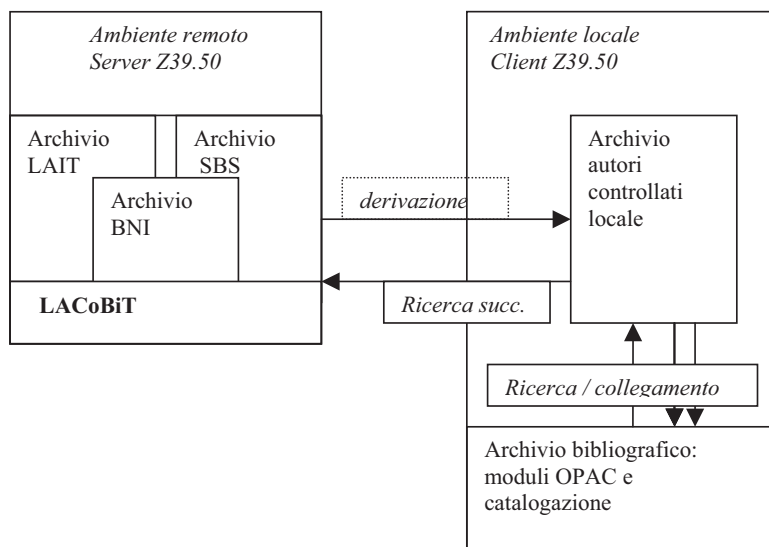 Ambiente remoto
Server Z39.50
Archivio
LAIT
Archivio
SBS
Archivio
BNI
LACoBiT
derivazione
Ricerca succ.
Ambiente locale
Client Z39.50
Archivio
autori
controllati
locale
Ricerca / collegamento
Archivio bibliografico:
moduli OPAC e
catalogazione